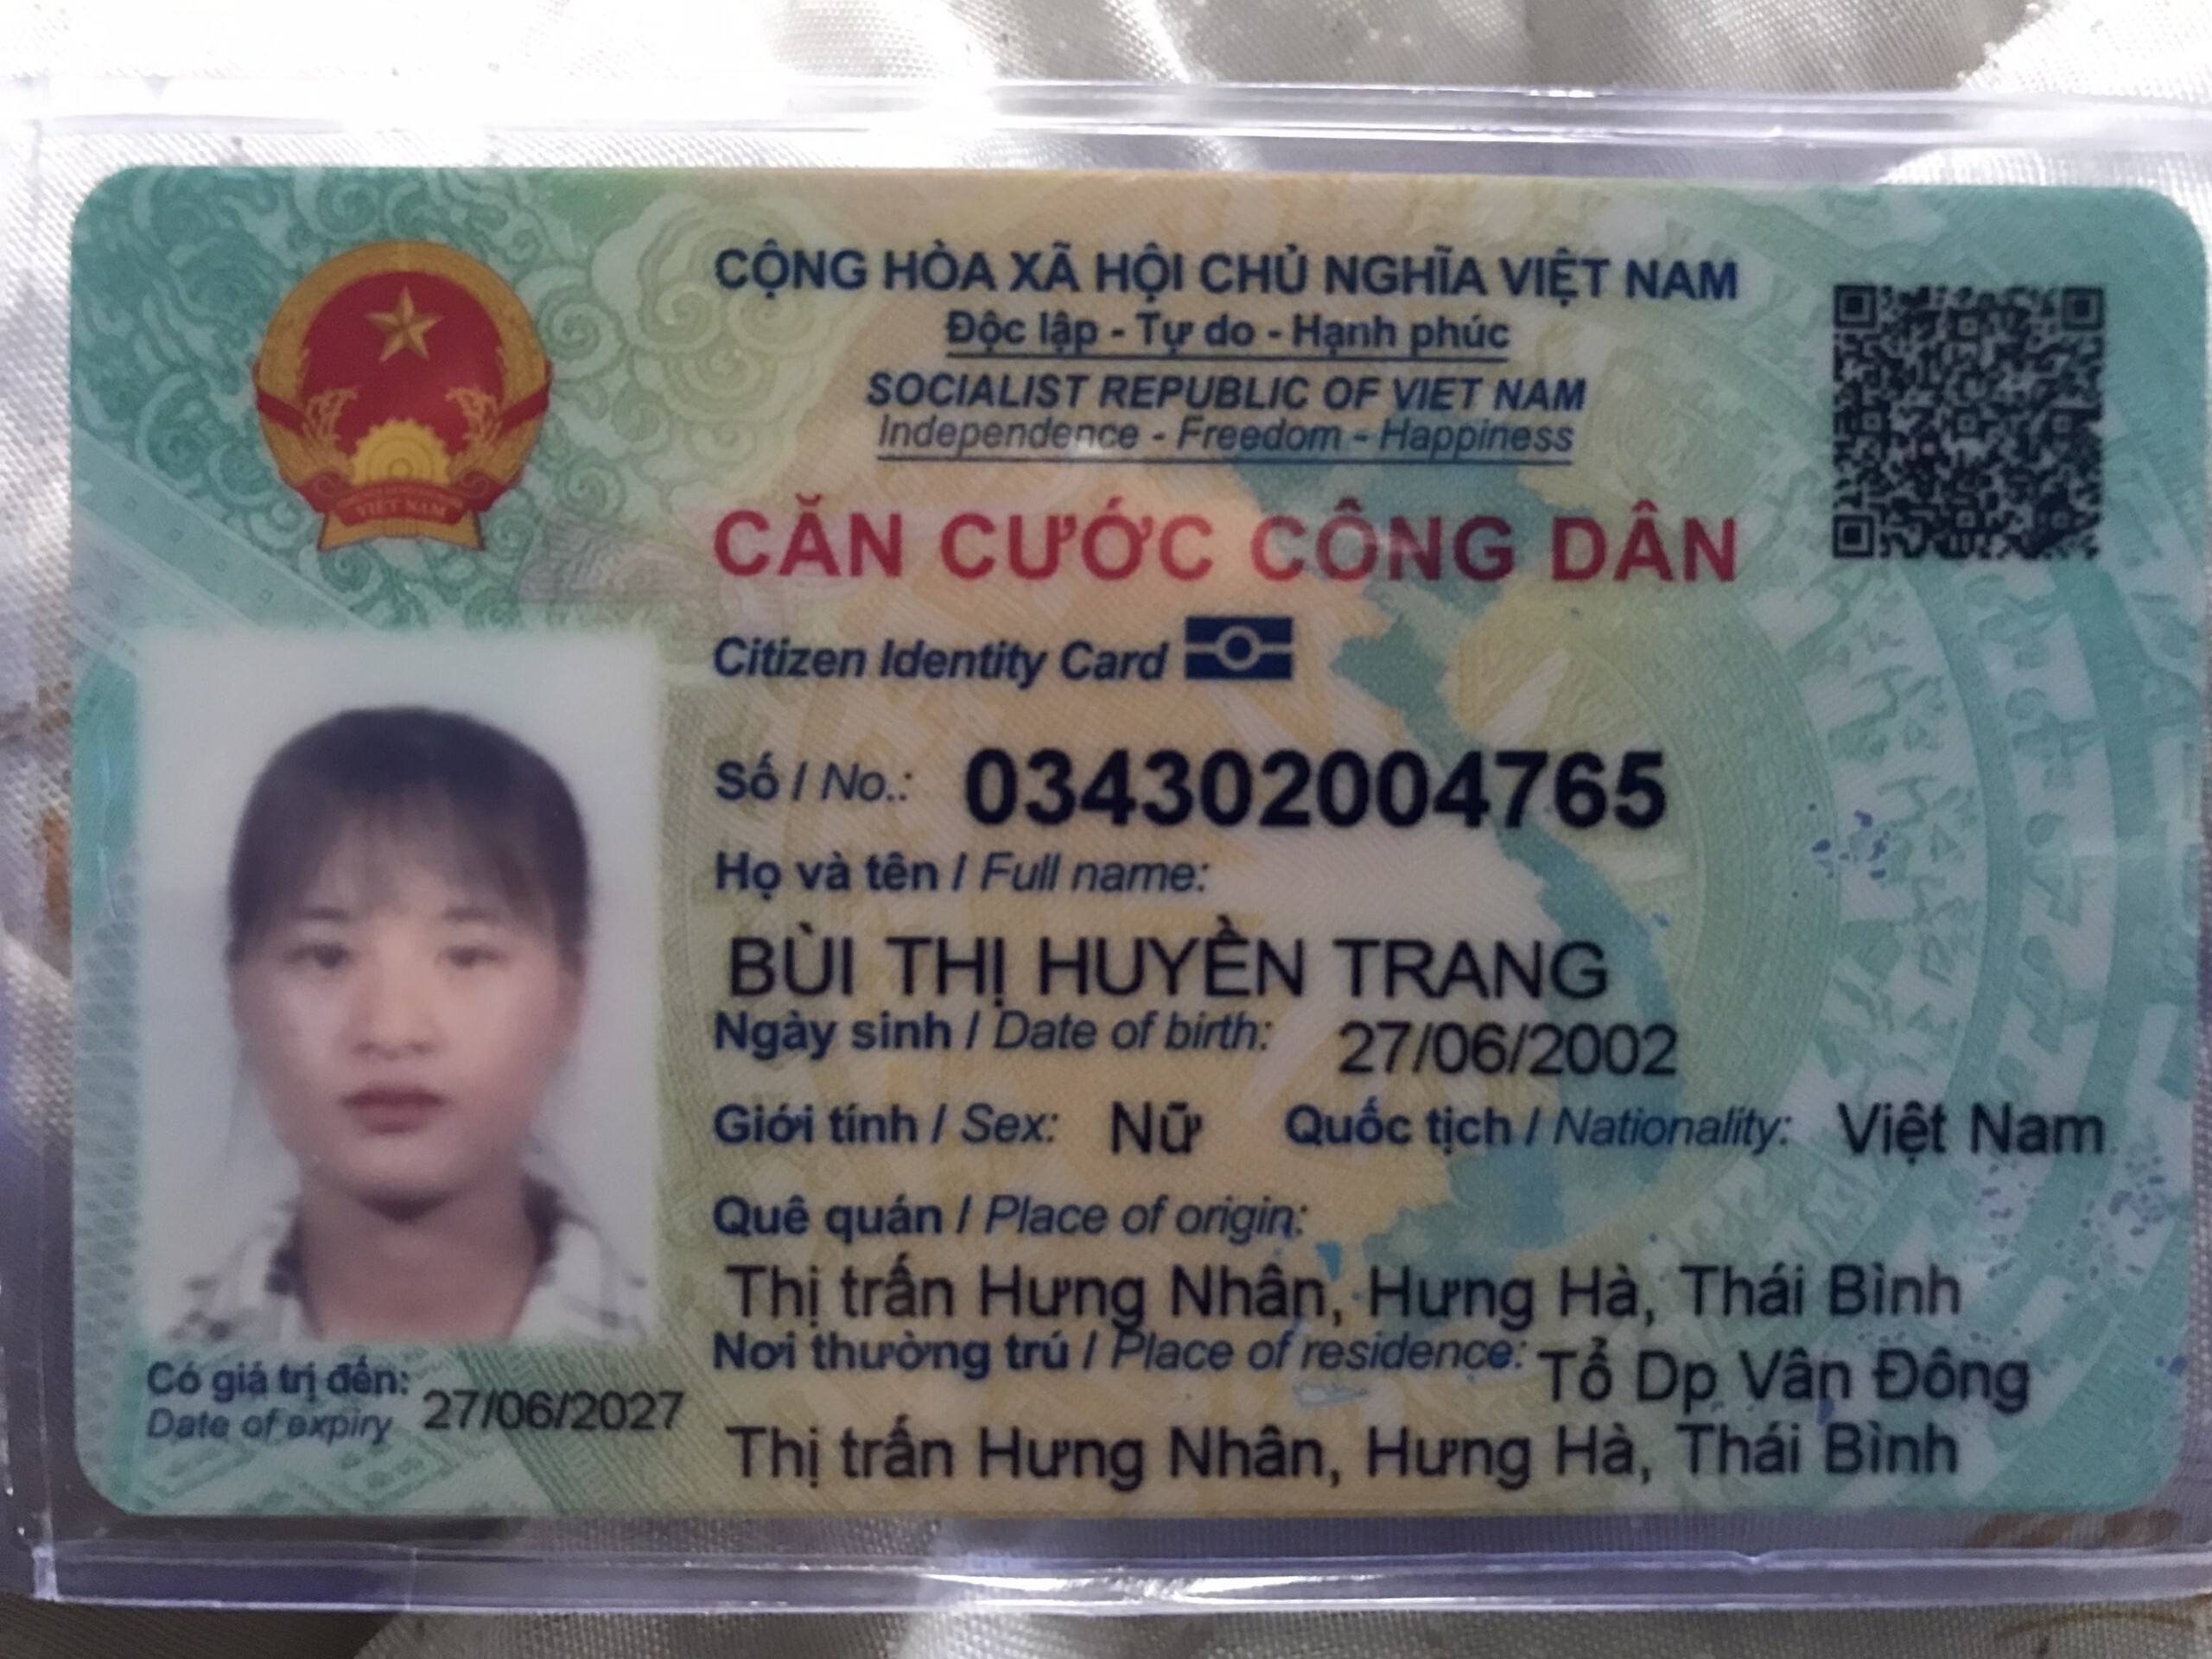 CỘNG HÒA XÃ HỘI CHỦ NGHĨA VIỆT NAM
Độc lập - Tự do - Hạnh phúc
SOCIALIST REPUBLIC OF VIET NAM
Independence - Freedom - Happiness
VIET NAM
CĂN CƯỚC CÔNG DÂN
Citizen Identity Card
Số / No.: 034302004765
Họ và tên / Full name:
BÙI THỊ HUYỀN TRANG
Ngày sinh / Date of birth: 27/06/2002
Giới tính / Sex: Nữ Quốc tịch / Nationality: Việt Nam
Quê quán / Place of origin:
Thị trấn Hưng Nhân, Hưng Hà, Thái Bình
Nơi thường trú / Place of residence: Tổ Dp Vân Đông
Thị trấn Hưng Nhân, Hưng Hà, Thái Bình
Có giá trị đến: 27/06/2027
Date of expiry